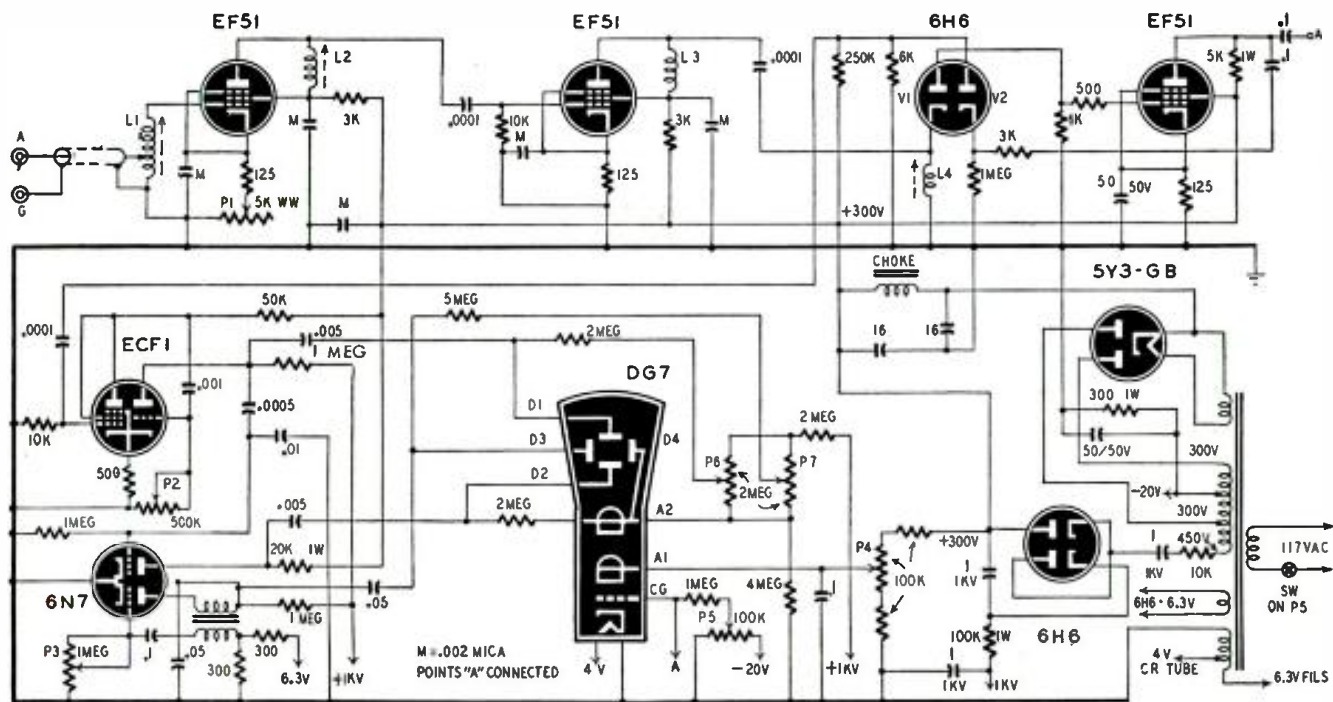 EF51
EF51
6H6
EF51
A
G
L1
M
125
P1
5K WW
L2
M
3K
M
.0001
10K
M
125
L3
3K
M
.0001
250K
6K
V1
V2
L4
1MEG
3K
500
50
50V
125
5K
1W
.1
.1
A
+300V
CHOKE
16
16
5Y3-GB
.0001
50K
ECF1
.001
10K
P2
500K
1MEG
.005
1 MEG
.0005
.01
.005
20K
1W
5MEG
2MEG
DG7
D1
D3
D2
D4
2MEG
A2
A1
CG
P6
2MEG
P7
2MEG
6N7
P3
1MEG
.1
.05
300
300
6.3V
1 MEG
.05
+1KV
M=.002 MICA
POINTS "A" CONNECTED
4V
A
1MEG
P5
100K
-20V
4MEG
+1KV
.1
P4
100K
+300V
1
1KV
100K
1W
1
1KV
1KV
6H6
300
1W
50/50V
300V
-20V
300V
450V
1
1KV
10K
6H6-6.3V
4V
CR TUBE
117VAC
SW
ON P5
6.3V FILS